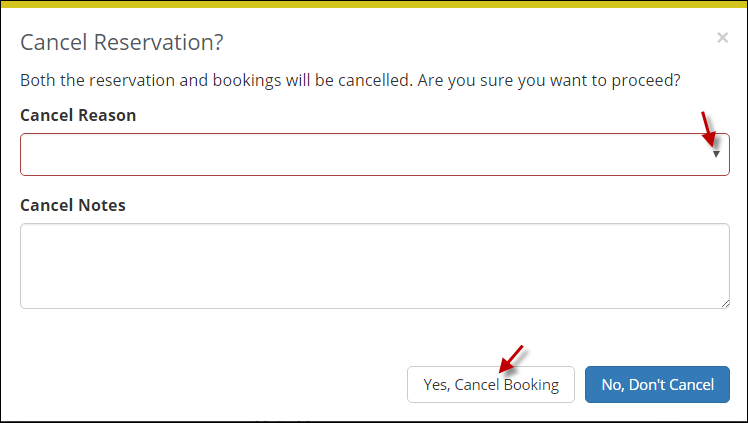 Cancel Reservation?
×
Both the reservation and bookings will be cancelled. Are you sure you want to proceed?
Cancel Reason
Cancel Notes
Yes, Cancel Booking
No, Don't Cancel